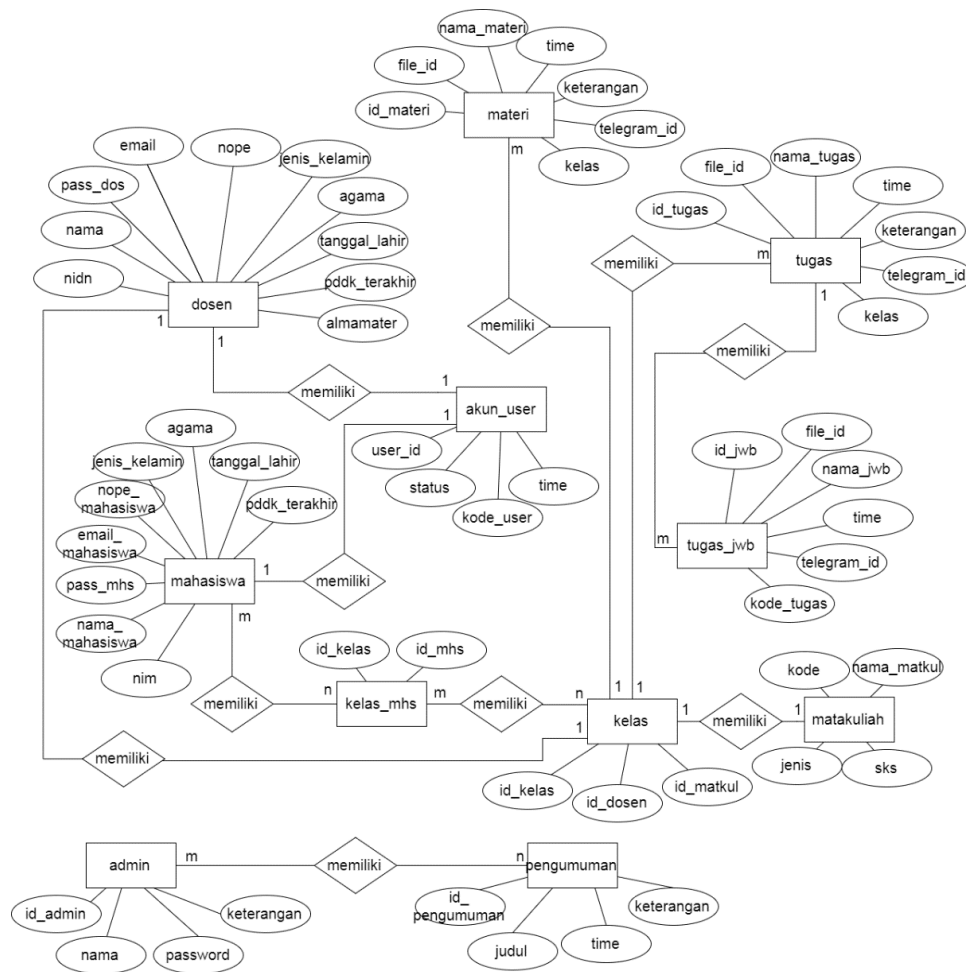 nama_materi
time
file_id
keterangan
id_materi
materi
telegram_id
m
kelas
email
nope
jenis_kelamin
pass_dos
agama
nama
tanggal_lahir
nidn
pddk_terakhir
dosen
almamater
1
1
nama_tugas
file_id
time
id_tugas
keterangan
memiliki
m
tugas
telegram_id
1
kelas
memiliki
memiliki
memiliki
1
akun_user
1
user_id
status
time
kode_user
agama
jenis_kelamin
tanggal_lahir
nope_
mahasiswa
pddk_terakhir
email_
mahasiswa
mahasiswa
1
memiliki
pass_mhs
m
nama_
mahasiswa
nim
file_id
id_jwb
nama_jwb
time
m
tugas_jwb
telegram_id
kode_tugas
id_kelas
id_mhs
memiliki
n
kelas_mhs
m
memiliki
n
1
1
kelas
1
memiliki
1
matakuliah
kode
nama_matkul
jenis
sks
memiliki
1
id_kelas
id_dosen
id_matkul
admin
m
memiliki
n
pengumuman
id_admin
keterangan
nama
password
id_
pengumuman
keterangan
judul
time